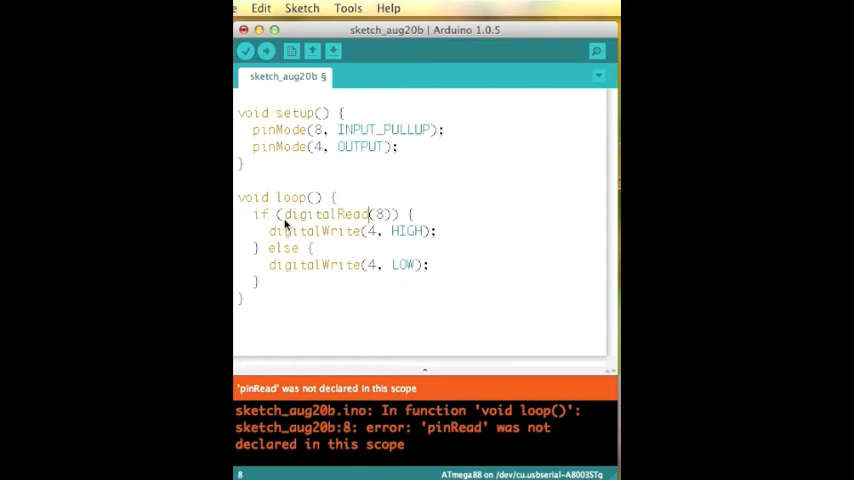 Edit Sketch Tools Help
sketch_aug20b | Arduino 1.0.5
sketch_aug20b §
void setup() {
pinMode(8, INPUT_PULLUP);
pinMode(4, OUTPUT);
}
void loop() {
if (digitalRead(8)) {
digitalWrite(4, HIGH);
} else {
digitalWrite(4, LOW);
}
}
'pinRead' was not declared in this scope
sketch_aug20b.ino: In function 'void loop()':
sketch_aug20b:8: error: 'pinRead' was not
declared in this scope
8 ATmega88 on /dev/cu.usbserial-A8003STq